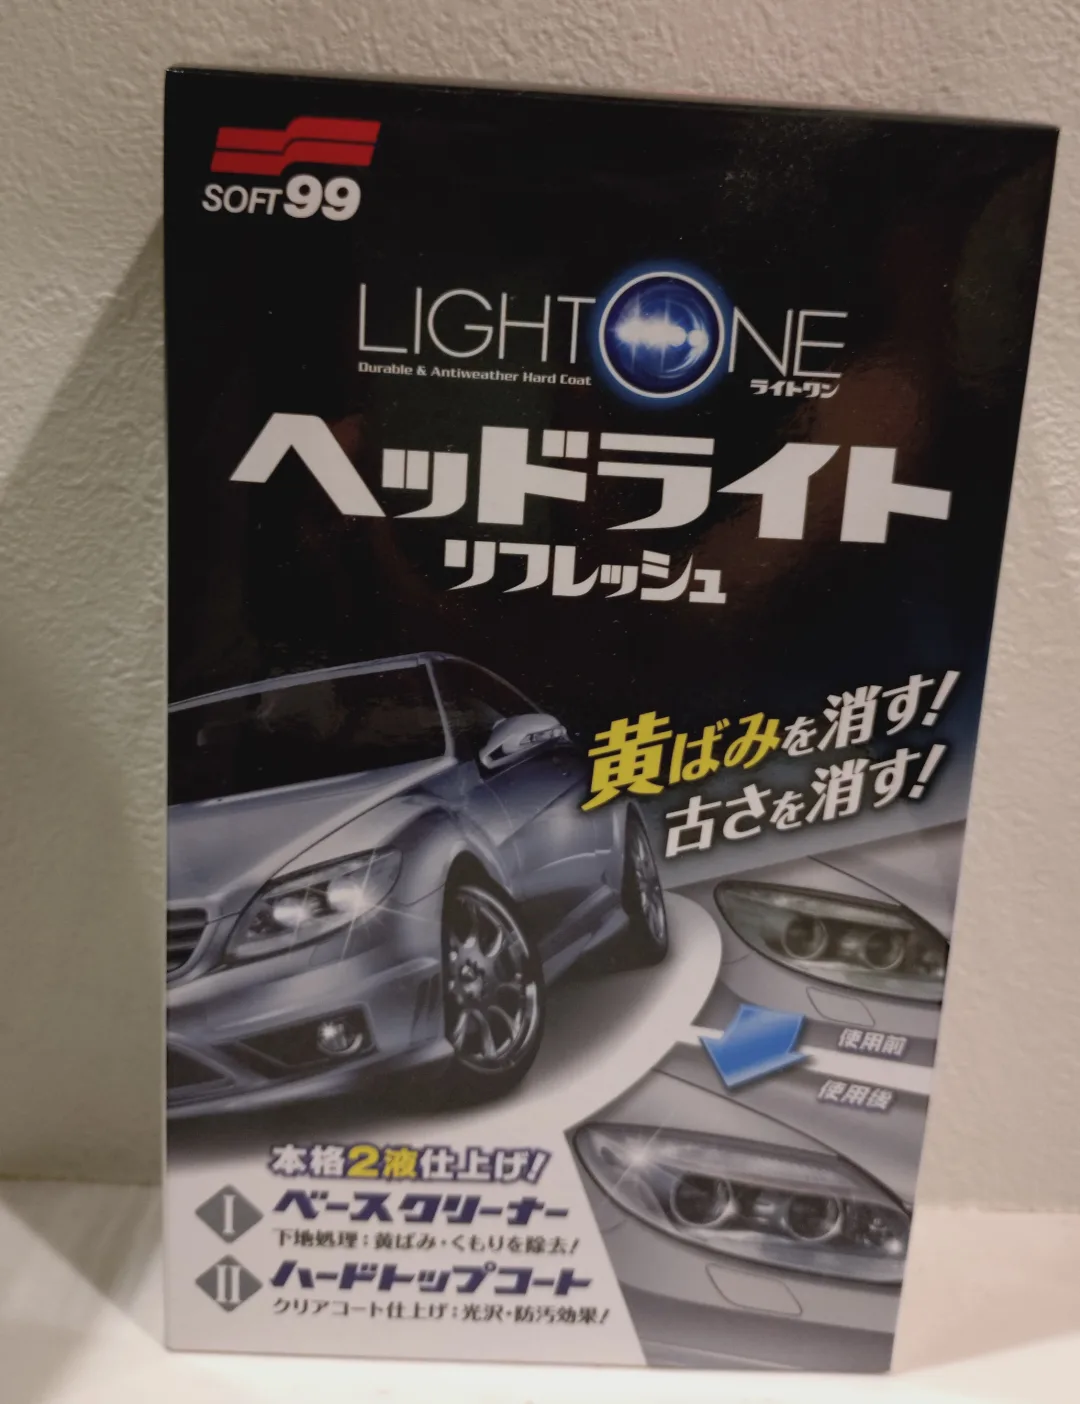 SOFT99
LIGHTONE
Durable & Antiweather Hard Coat
ライトワン
ヘッドライト
リフレッシュ
黄ばみを消す!
古さを消す!
使用前
使用後
本格2液仕上げ!
I ベースクリーナー
下地処理:黄ばみ・くもりを除去!
II ハードトップコート
クリアコート仕上げ:光沢・防汚効果!